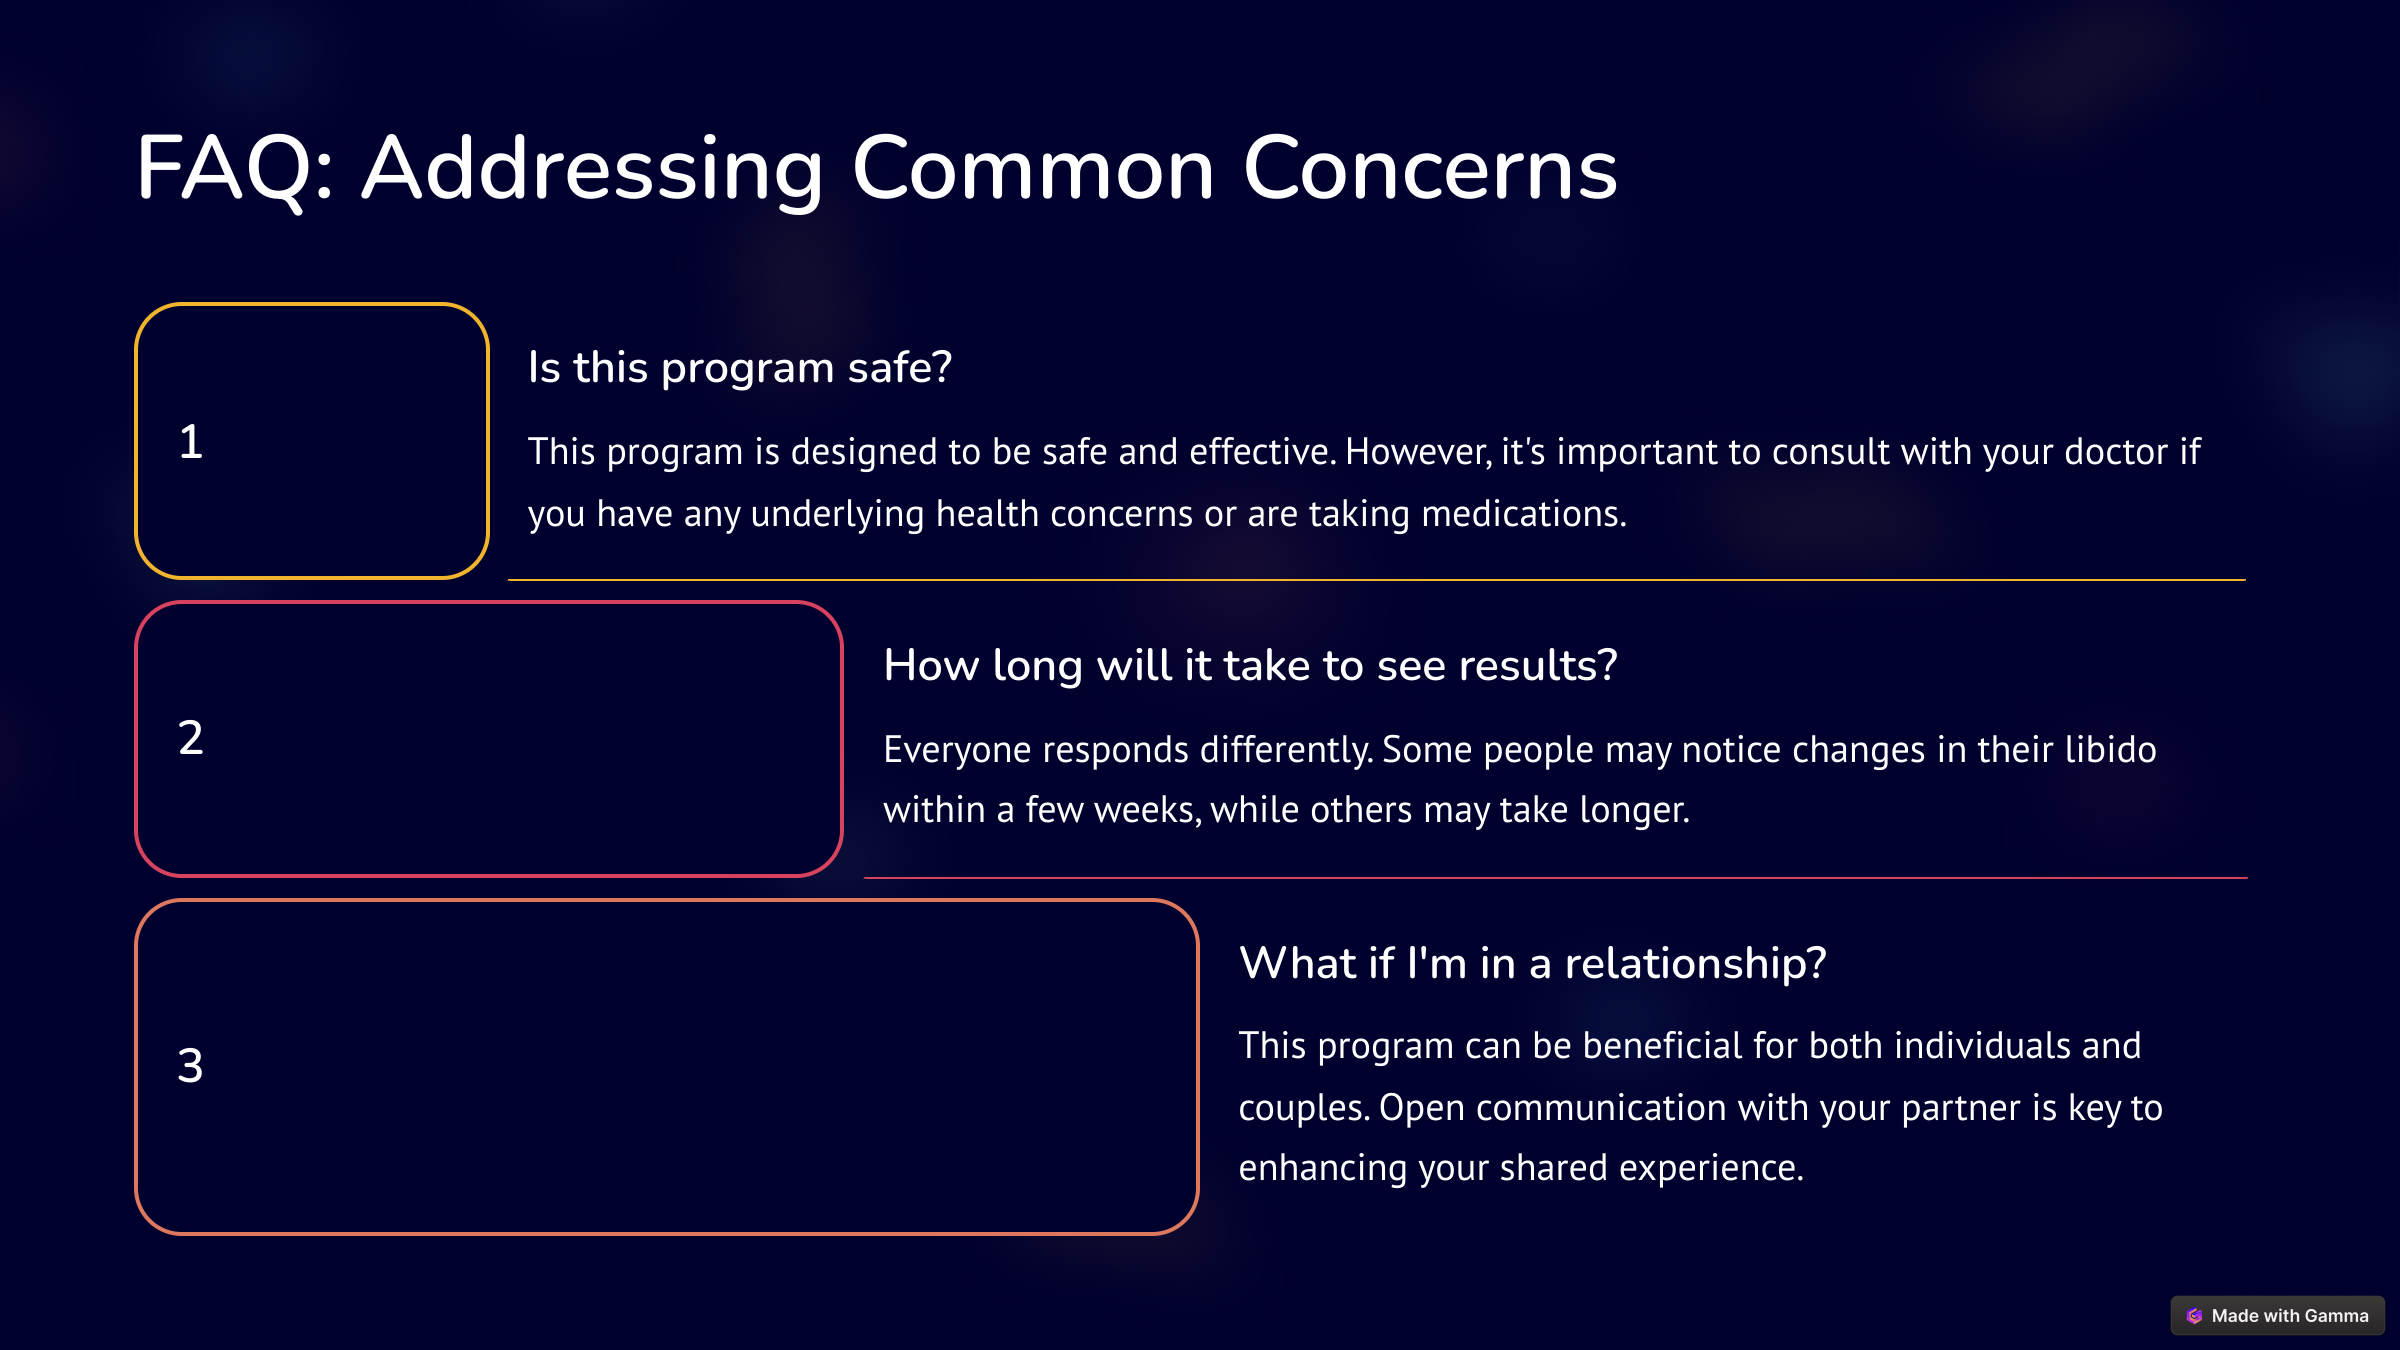 FAQ: Addressing Common Concerns
1
Is this program safe?
This program is designed to be safe and effective. However, it's important to consult with your doctor if
you have any underlying health concerns or are taking medications.
2
How long will it take to see results?
Everyone responds differently. Some people may notice changes in their libido
within a few weeks, while others may take longer.
3
What if I'm in a relationship?
This program can be beneficial for both individuals and
couples. Open communication with your partner is key to
enhancing your shared experience.
Made with Gamma